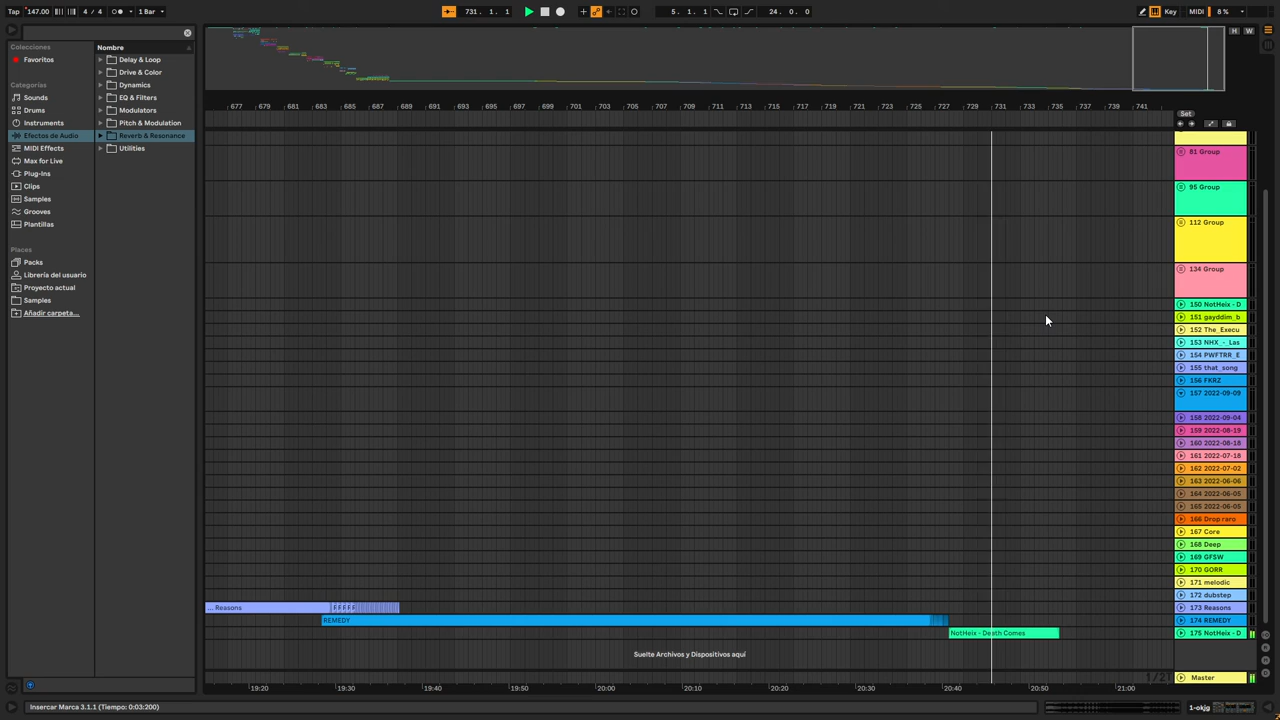 Tap 147.00 4 / 4 1 Bar 731. 1. 1 5. 1. 1 24. 0. 0 Key MIDI 8 %
Colecciones
Favoritos
Categorías
Sounds
Drums
Instruments
Efectos de Audio
MIDI Effects
Max for Live
Plug-Ins
Clips
Samples
Grooves
Plantillas
Places
Packs
Librería del usuario
Proyecto actual
Samples
Añadir carpeta...
Nombre
Delay & Loop
Drive & Color
Dynamics
EQ & Filters
Modulators
Pitch & Modulation
Reverb & Resonance
Utilities
H W
677 679 681 683 685 687 689 691 693 695 697 699 701 703 705 707 709 711 713 715 717 719 721 723 725 727 729 731 733 735 737 739 741
Set
81 Group
95 Group
112 Group
134 Group
150 NotHeix - D
151 gayddim_b
152 The_Execu
153 NHX_-_Las
154 PWFTRR_E
155 that_song
156 FKRZ
157 2022-09-09
158 2022-09-04
159 2022-08-19
160 2022-07-18
161 2022-07-18
162 2022-07-02
163 2022-06-06
164 2022-06-05
165 2022-06-05
166 Drop raro
167 Core
168 Deep
169 GFSW
170 GORR
171 melodic
172 dubstep
... Reasons F F F F F 173 Reasons
REMEDY 174 REMEDY
NotHeix - Death Comes 175 NotHeix - D
Suelte Archivos y Dispositivos aquí
1/2 Master
19:20 19:30 19:40 19:50 20:00 20:10 20:20 20:30 20:40 20:50 21:00
Insercar Marca 3.1.1 (Tiempo: 0:03:200) 1-okjg